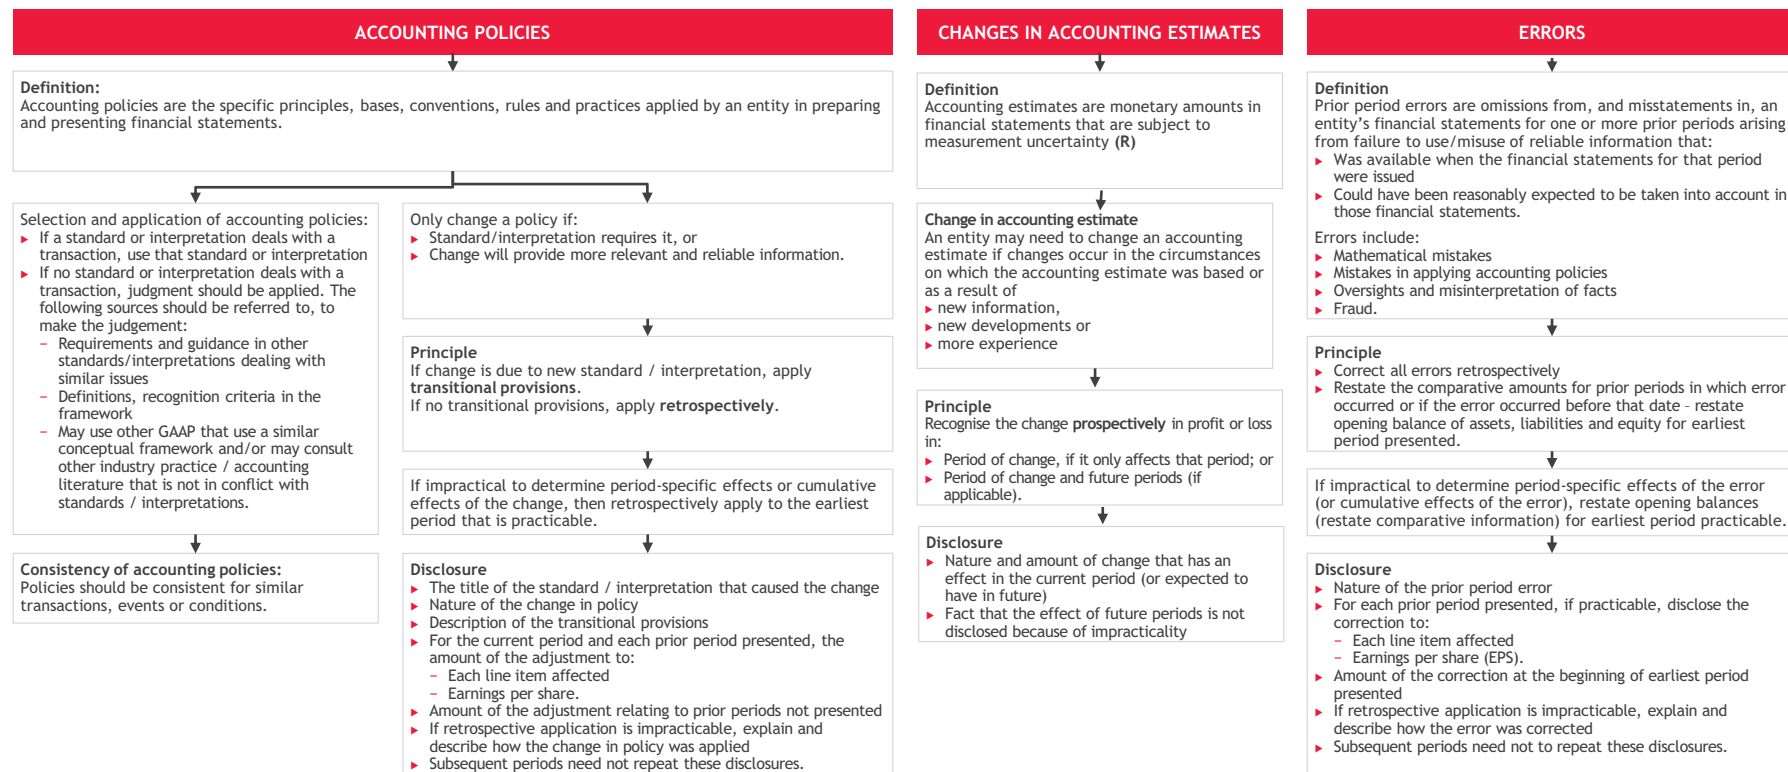 ACCOUNTING POLICIES
Definition:
Accounting policies are the specific principles, bases, conventions, rules and practices applied by an entity in preparing
and presenting financial statements.
Selection and application of accounting policies:
► If a standard or interpretation deals with a
transaction, use that standard or interpretation
► If no standard or interpretation deals with a
transaction, judgment should be applied. The
following sources should be referred to, to
make the judgement:
− Requirements and guidance in other
standards/interpretations dealing with
similar issues
− Definitions, recognition criteria in the
framework
− May use other GAAP that use a similar
conceptual framework and/or may consult
other industry practice / accounting
literature that is not in conflict with
standards / interpretations.
Consistency of accounting policies:
Policies should be consistent for similar
transactions, events or conditions.
Only change a policy if:
► Standard/interpretation requires it, or
► Change will provide more relevant and reliable information.
Principle
If change is due to new standard / interpretation, apply
transitional provisions.
If no transitional provisions, apply retrospectively.
If impractical to determine period-specific effects or cumulative
effects of the change, then retrospectively apply to the earliest
period that is practicable.
Disclosure
► The title of the standard / interpretation that caused the change
► Nature of the change in policy
► Description of the transitional provisions
► For the current period and each prior period presented, the
amount of the adjustment to:
− Each line item affected
− Earnings per share.
► Amount of the adjustment relating to prior periods not presented
► If retrospective application is impracticable, explain and
describe how the change in policy was applied
► Subsequent periods need not repeat these disclosures.
CHANGES IN ACCOUNTING ESTIMATES
Definition
Accounting estimates are monetary amounts in
financial statements that are subject to
measurement uncertainty (R)
Change in accounting estimate
An entity may need to change an accounting
estimate if changes occur in the circumstances
on which the accounting estimate was based or
as a result of
► new information,
► new developments or
► more experience
Principle
Recognise the change prospectively in profit or loss
in:
► Period of change, if it only affects that period; or
► Period of change and future periods (if
applicable).
Disclosure
► Nature and amount of change that has an
effect in the current period (or expected to
have in future)
► Fact that the effect of future periods is not
disclosed because of impracticality
ERRORS
Definition
Prior period errors are omissions from, and misstatements in, an
entity’s financial statements for one or more prior periods arising
from failure to use/misuse of reliable information that:
► Was available when the financial statements for that period
were issued
► Could have been reasonably expected to be taken into account in
those financial statements.
Errors include:
► Mathematical mistakes
► Mistakes in applying accounting policies
► Oversights and misinterpretation of facts
► Fraud.
Principle
► Correct all errors retrospectively
► Restate the comparative amounts for prior periods in which error
occurred or if the error occurred before that date – restate
opening balance of assets, liabilities and equity for earliest
period presented.
If impractical to determine period-specific effects of the error
(or cumulative effects of the error), restate opening balances
(restate comparative information) for earliest period practicable.
Disclosure
► Nature of the prior period error
► For each prior period presented, if practicable, disclose the
correction to:
− Each line item affected
− Earnings per share (EPS).
► Amount of the correction at the beginning of earliest period
presented
► If retrospective application is impracticable, explain and
describe how the error was corrected
► Subsequent periods need not to repeat these disclosures.